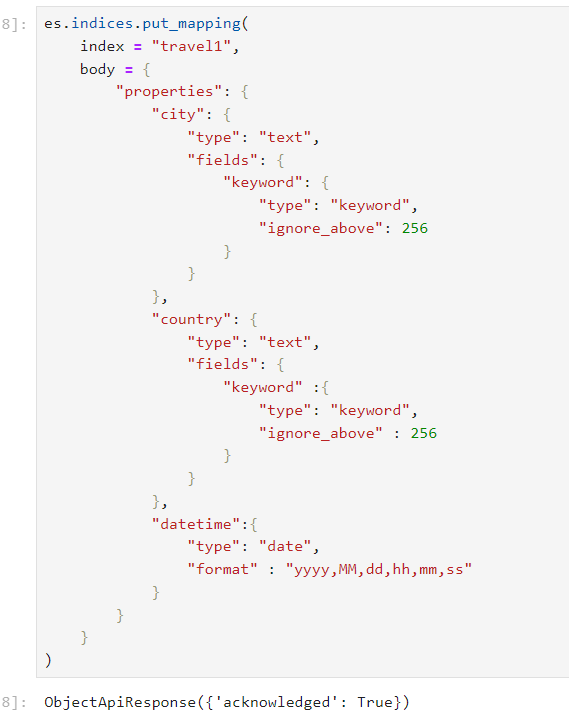 8]: es.indices.put_mapping(
    index = "travel1",
    body = {
        "properties": {
            "city": {
                "type": "text",
                "fields": {
                    "keyword": {
                        "type": "keyword",
                        "ignore_above": 256
                    }
                }
            },
            "country": {
                "type": "text",
                "fields": {
                    "keyword" :{
                        "type": "keyword",
                        "ignore_above" : 256
                    }
                }
            },
            "datetime":{
                "type": "date",
                "format" : "yyyy,MM,dd,hh,mm,ss"
            }
        }
    }
)
8]: ObjectApiResponse({'acknowledged': True})